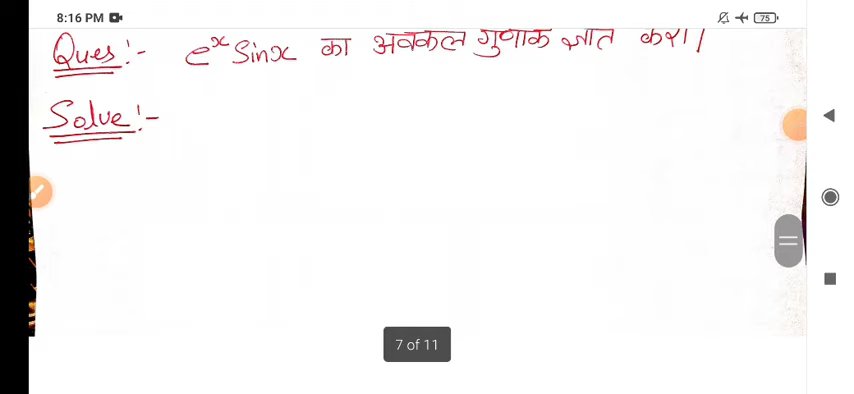 8:16 PM
75
Ques:- e^x Sinx का अवकल गुणांक ज्ञात करो।
Solve:-
7 of 11